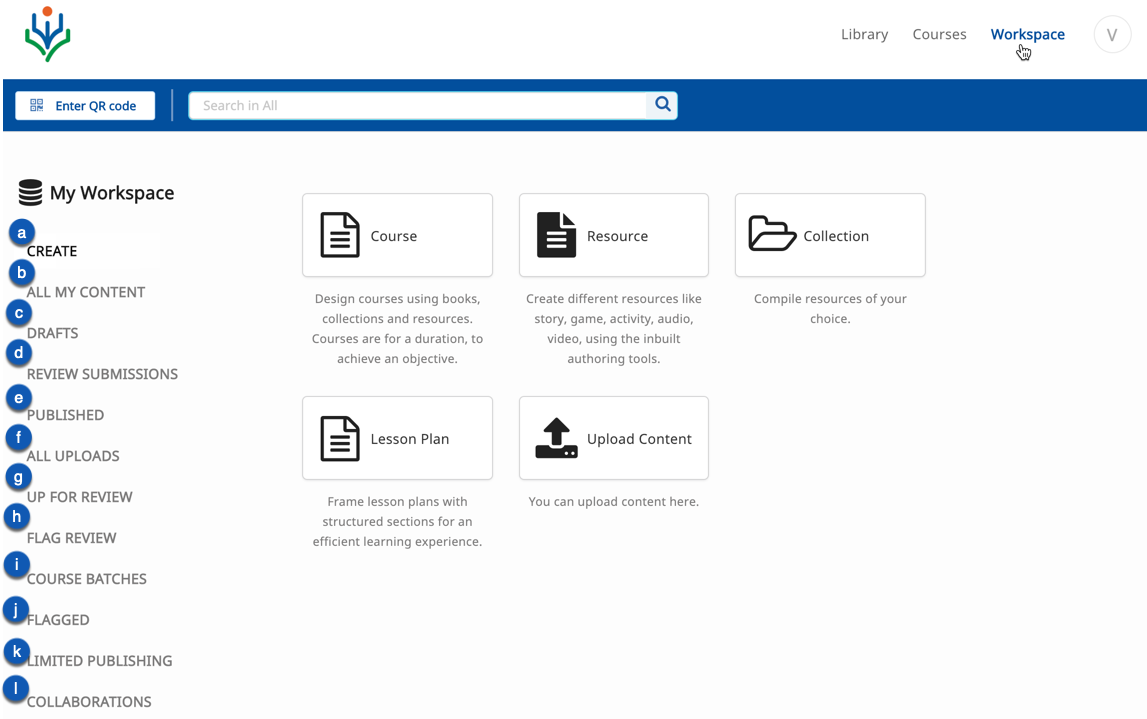 Library Courses Workspace V
Enter QR code Search in All
My Workspace
a
CREATE
b
ALL MY CONTENT
c
DRAFTS
d
REVIEW SUBMISSIONS
e
PUBLISHED
f
ALL UPLOADS
g
UP FOR REVIEW
h
FLAG REVIEW
i
COURSE BATCHES
j
FLAGGED
k
LIMITED PUBLISHING
l
COLLABORATIONS
Course
Design courses using books,
collections and resources.
Courses are for a duration, to
achieve an objective.
Resource
Create different resources like
story, game, activity, audio,
video, using the inbuilt
authoring tools.
Collection
Compile resources of your
choice.
Lesson Plan
Frame lesson plans with
structured sections for an
efficient learning experience.
Upload Content
You can upload content here.